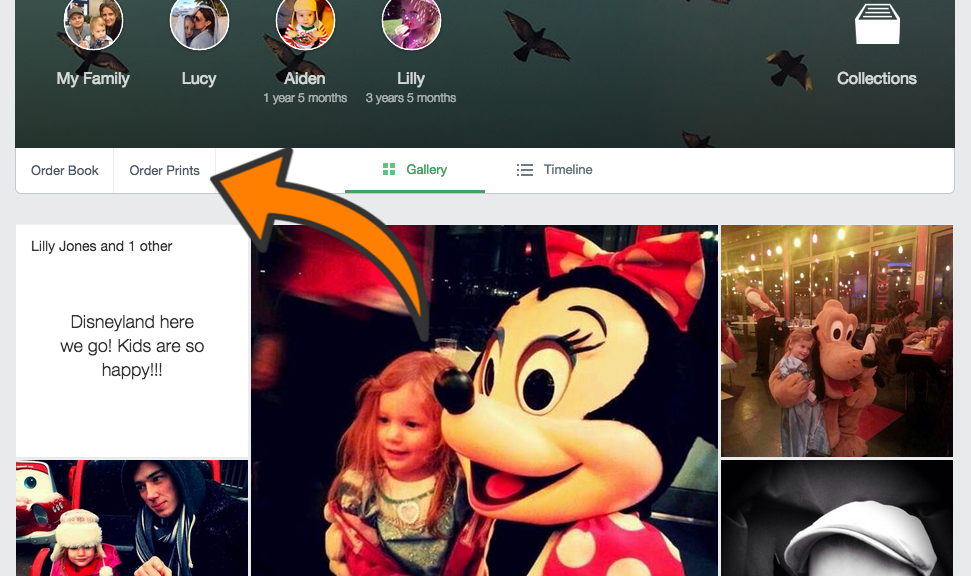 My Family
Lucy
Aiden
Lilly
Collections
1 year 5 months
3 years 5 months
Order Book
Order Prints
Gallery
Timeline
Lilly Jones and 1 other
Disneyland here
we go! Kids are so
happy!!!